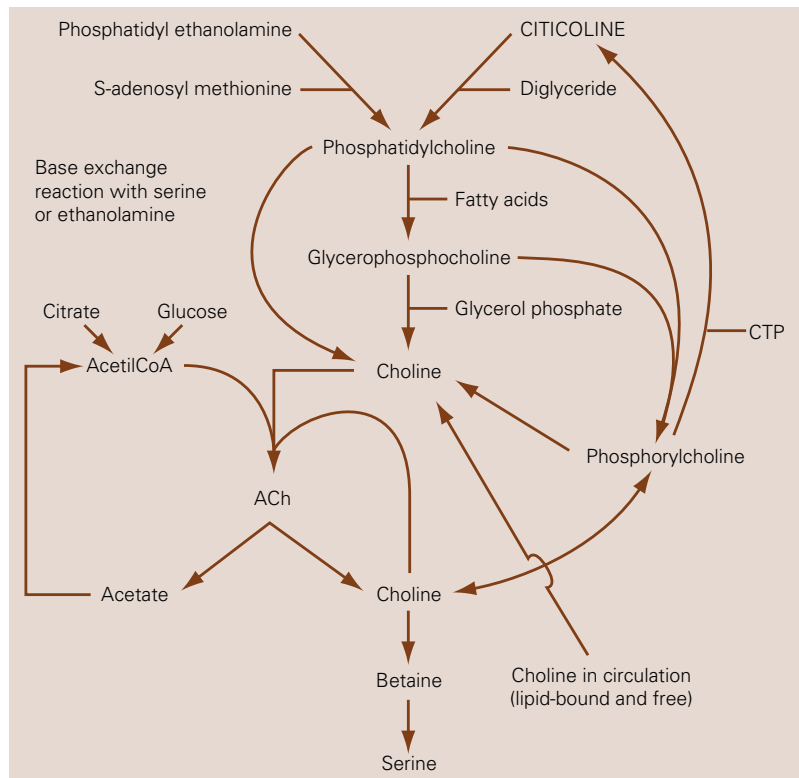 Phosphatidyl ethanolamine
CITICOLINE
S-adenosyl methionine
Diglyceride
Phosphatidylcholine
Base exchange
reaction with serine
or ethanolamine
Fatty acids
Glycerophosphocholine
Citrate
Glucose
Glycerol phosphate
CTP
AcetilCoA
Choline
Phosphorylcholine
ACh
Acetate
Choline
Choline in circulation
(lipid-bound and free)
Betaine
Serine